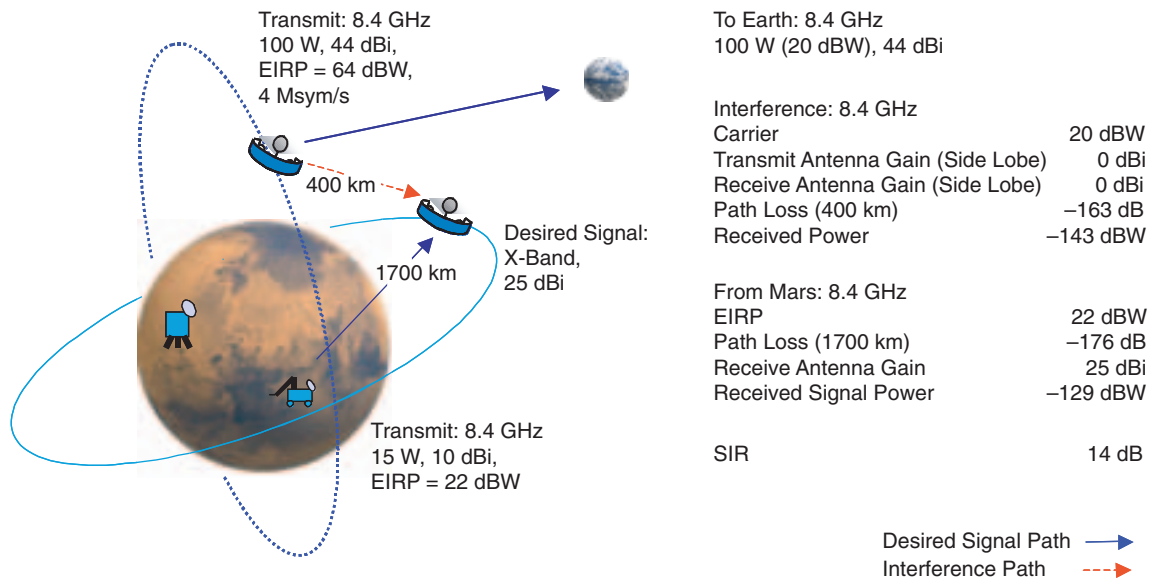 Transmit: 8.4 GHz
100 W, 44 dBi,
EIRP = 64 dBW,
4 Msym/s
400 km
Desired Signal:
X-Band,
25 dBi
1700 km
Transmit: 8.4 GHz
15 W, 10 dBi,
EIRP = 22 dBW
To Earth: 8.4 GHz
100 W (20 dBW), 44 dBi
Interference: 8.4 GHz
Carrier 20 dBW
Transmit Antenna Gain (Side Lobe) 0 dBi
Receive Antenna Gain (Side Lobe) 0 dBi
Path Loss (400 km) –163 dB
Received Power –143 dBW
From Mars: 8.4 GHz
EIRP 22 dBW
Path Loss (1700 km) –176 dB
Receive Antenna Gain 25 dBi
Received Signal Power –129 dBW
SIR 14 dB
Desired Signal Path
Interference Path